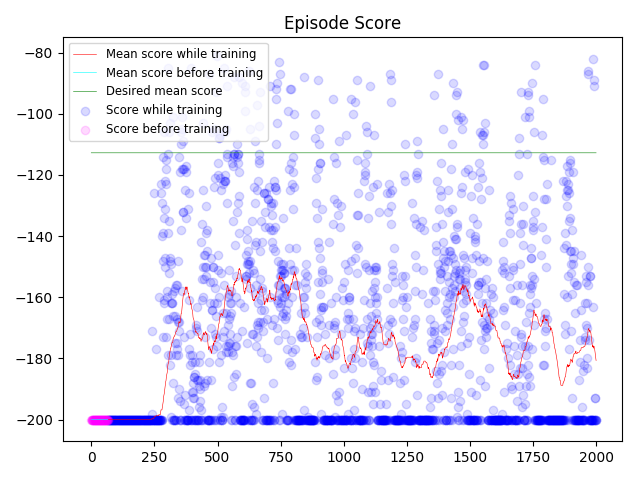 Episode Score
Mean score while training
Mean score before training
Desired mean score
Score while training
Score before training
−80
−100
−120
−140
−160
−180
−200
0 250 500 750 1000 1250 1500 1750 2000